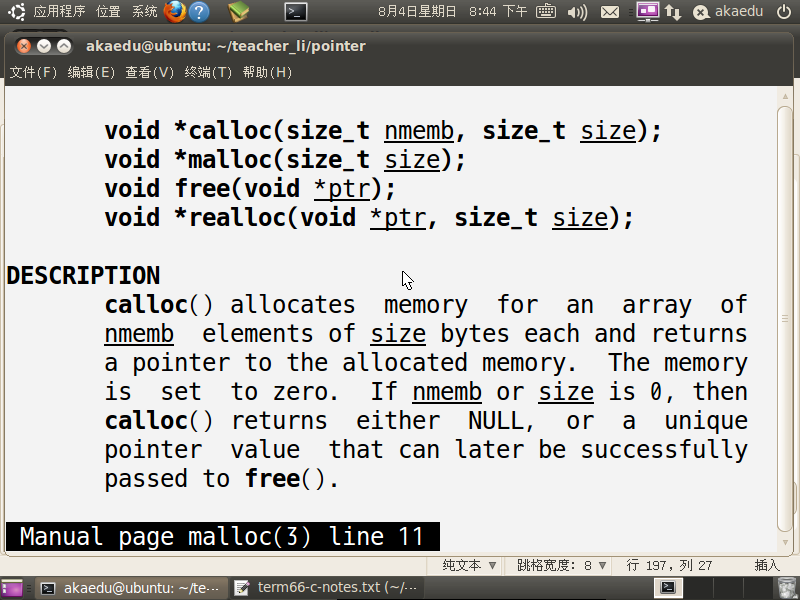 应用程序 位置 系统 8月4日星期日 8:44 下午 akaedu
akaedu@ubuntu: ~/teacher_li/pointer
文件(F) 编辑(E) 查看(V) 终端(T) 帮助(H)
void *calloc(size_t nmemb, size_t size);
void *malloc(size_t size);
void free(void *ptr);
void *realloc(void *ptr, size_t size);
DESCRIPTION
calloc() allocates memory for an array of
nmemb elements of size bytes each and returns
a pointer to the allocated memory. The memory
is set to zero. If nmemb or size is 0, then
calloc() returns either NULL, or a unique
pointer value that can later be successfully
passed to free().
Manual page malloc(3) line 11
纯文本 跳格宽度: 8 行 197, 列 27 插入
akaedu@ubuntu: ~/te··· term66-c-notes.txt (~/···